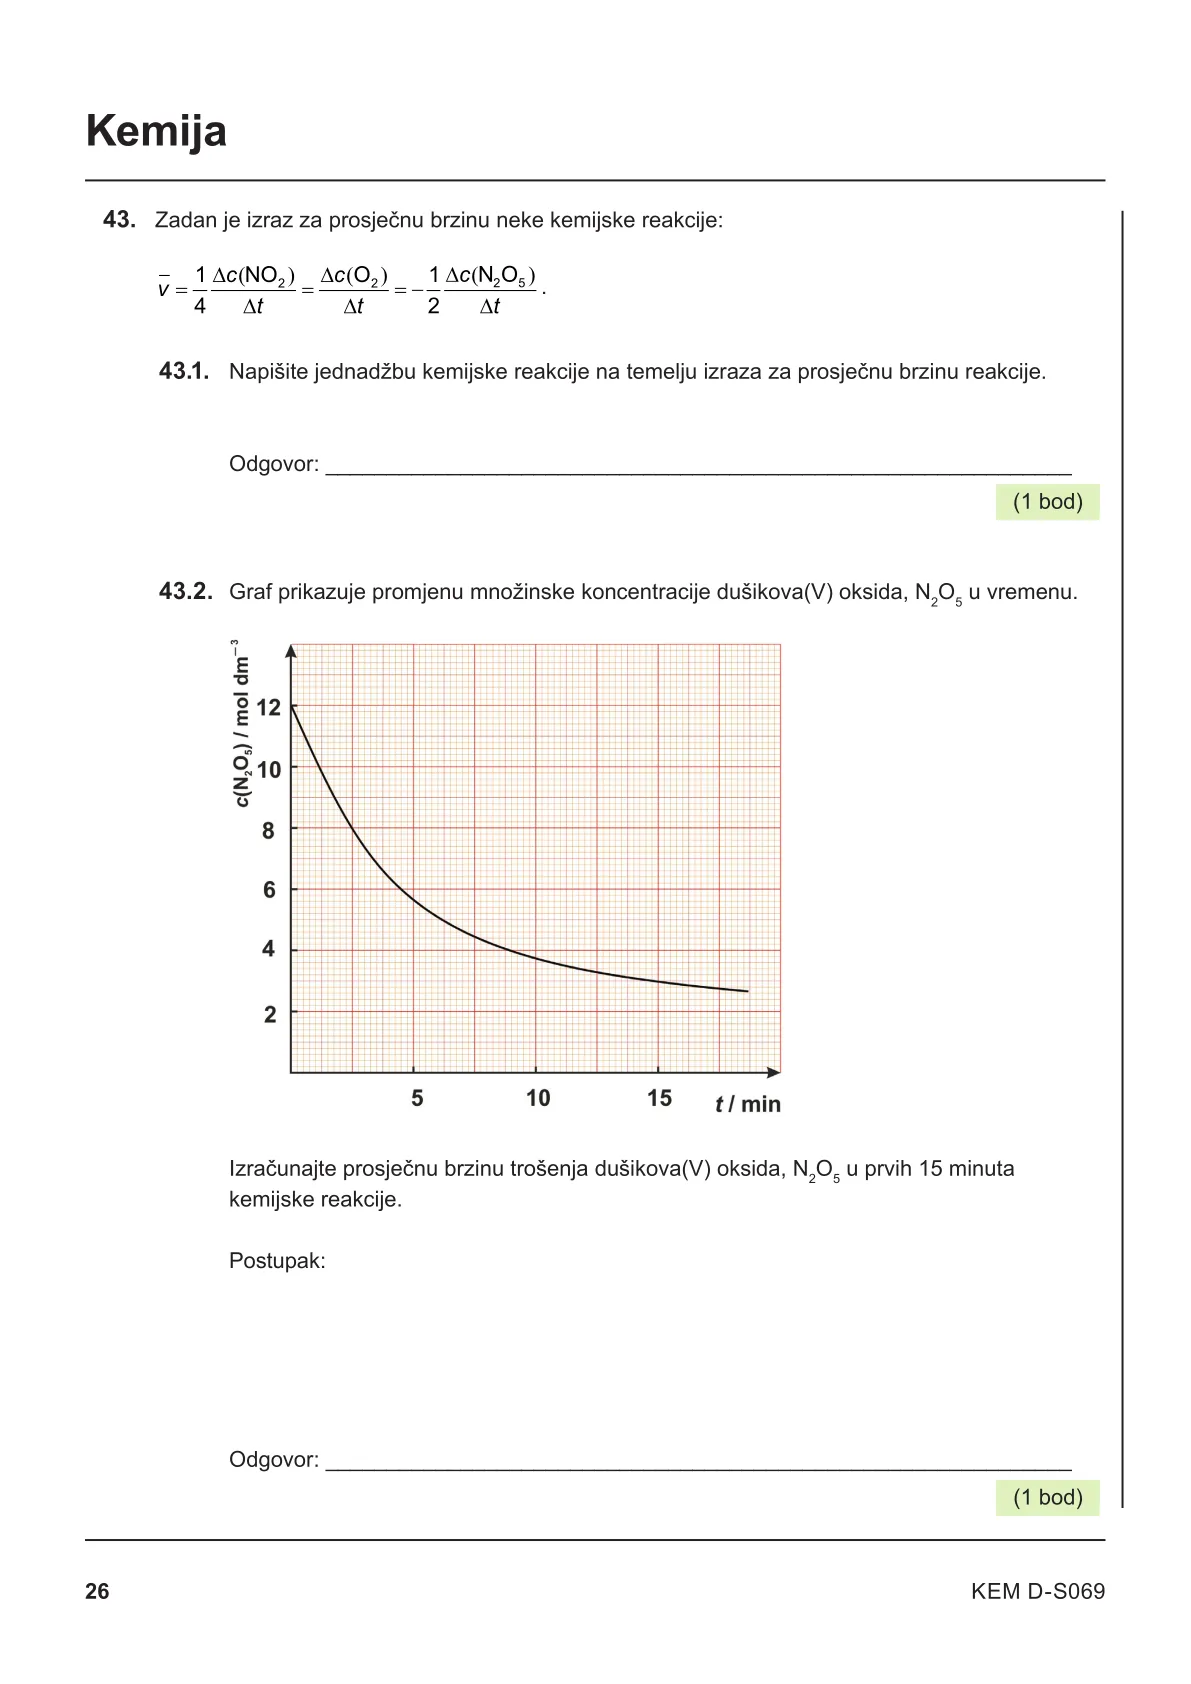 Kemija
43. Zadan je izraz za prosječnu brzinu neke kemijske reakcije:
v̅ = 1/4 Δc(NO₂)/Δt = Δc(O₂)/Δt = −1/2 Δc(N₂O₅)/Δt .
43.1. Napišite jednadžbu kemijske reakcije na temelju izraza za prosječnu brzinu reakcije.
Odgovor: ______________________________________________________________
(1 bod)
43.2. Graf prikazuje promjenu množinske koncentracije dušikova(V) oksida, N₂O₅ u vremenu.
c(N₂O₅) / mol dm⁻³
12
10
8
6
4
2
5 10 15 t / min
Izračunajte prosječnu brzinu trošenja dušikova(V) oksida, N₂O₅ u prvih 15 minuta
kemijske reakcije.
Postupak:
Odgovor: ______________________________________________________________
(1 bod)
26 KEM D-S069